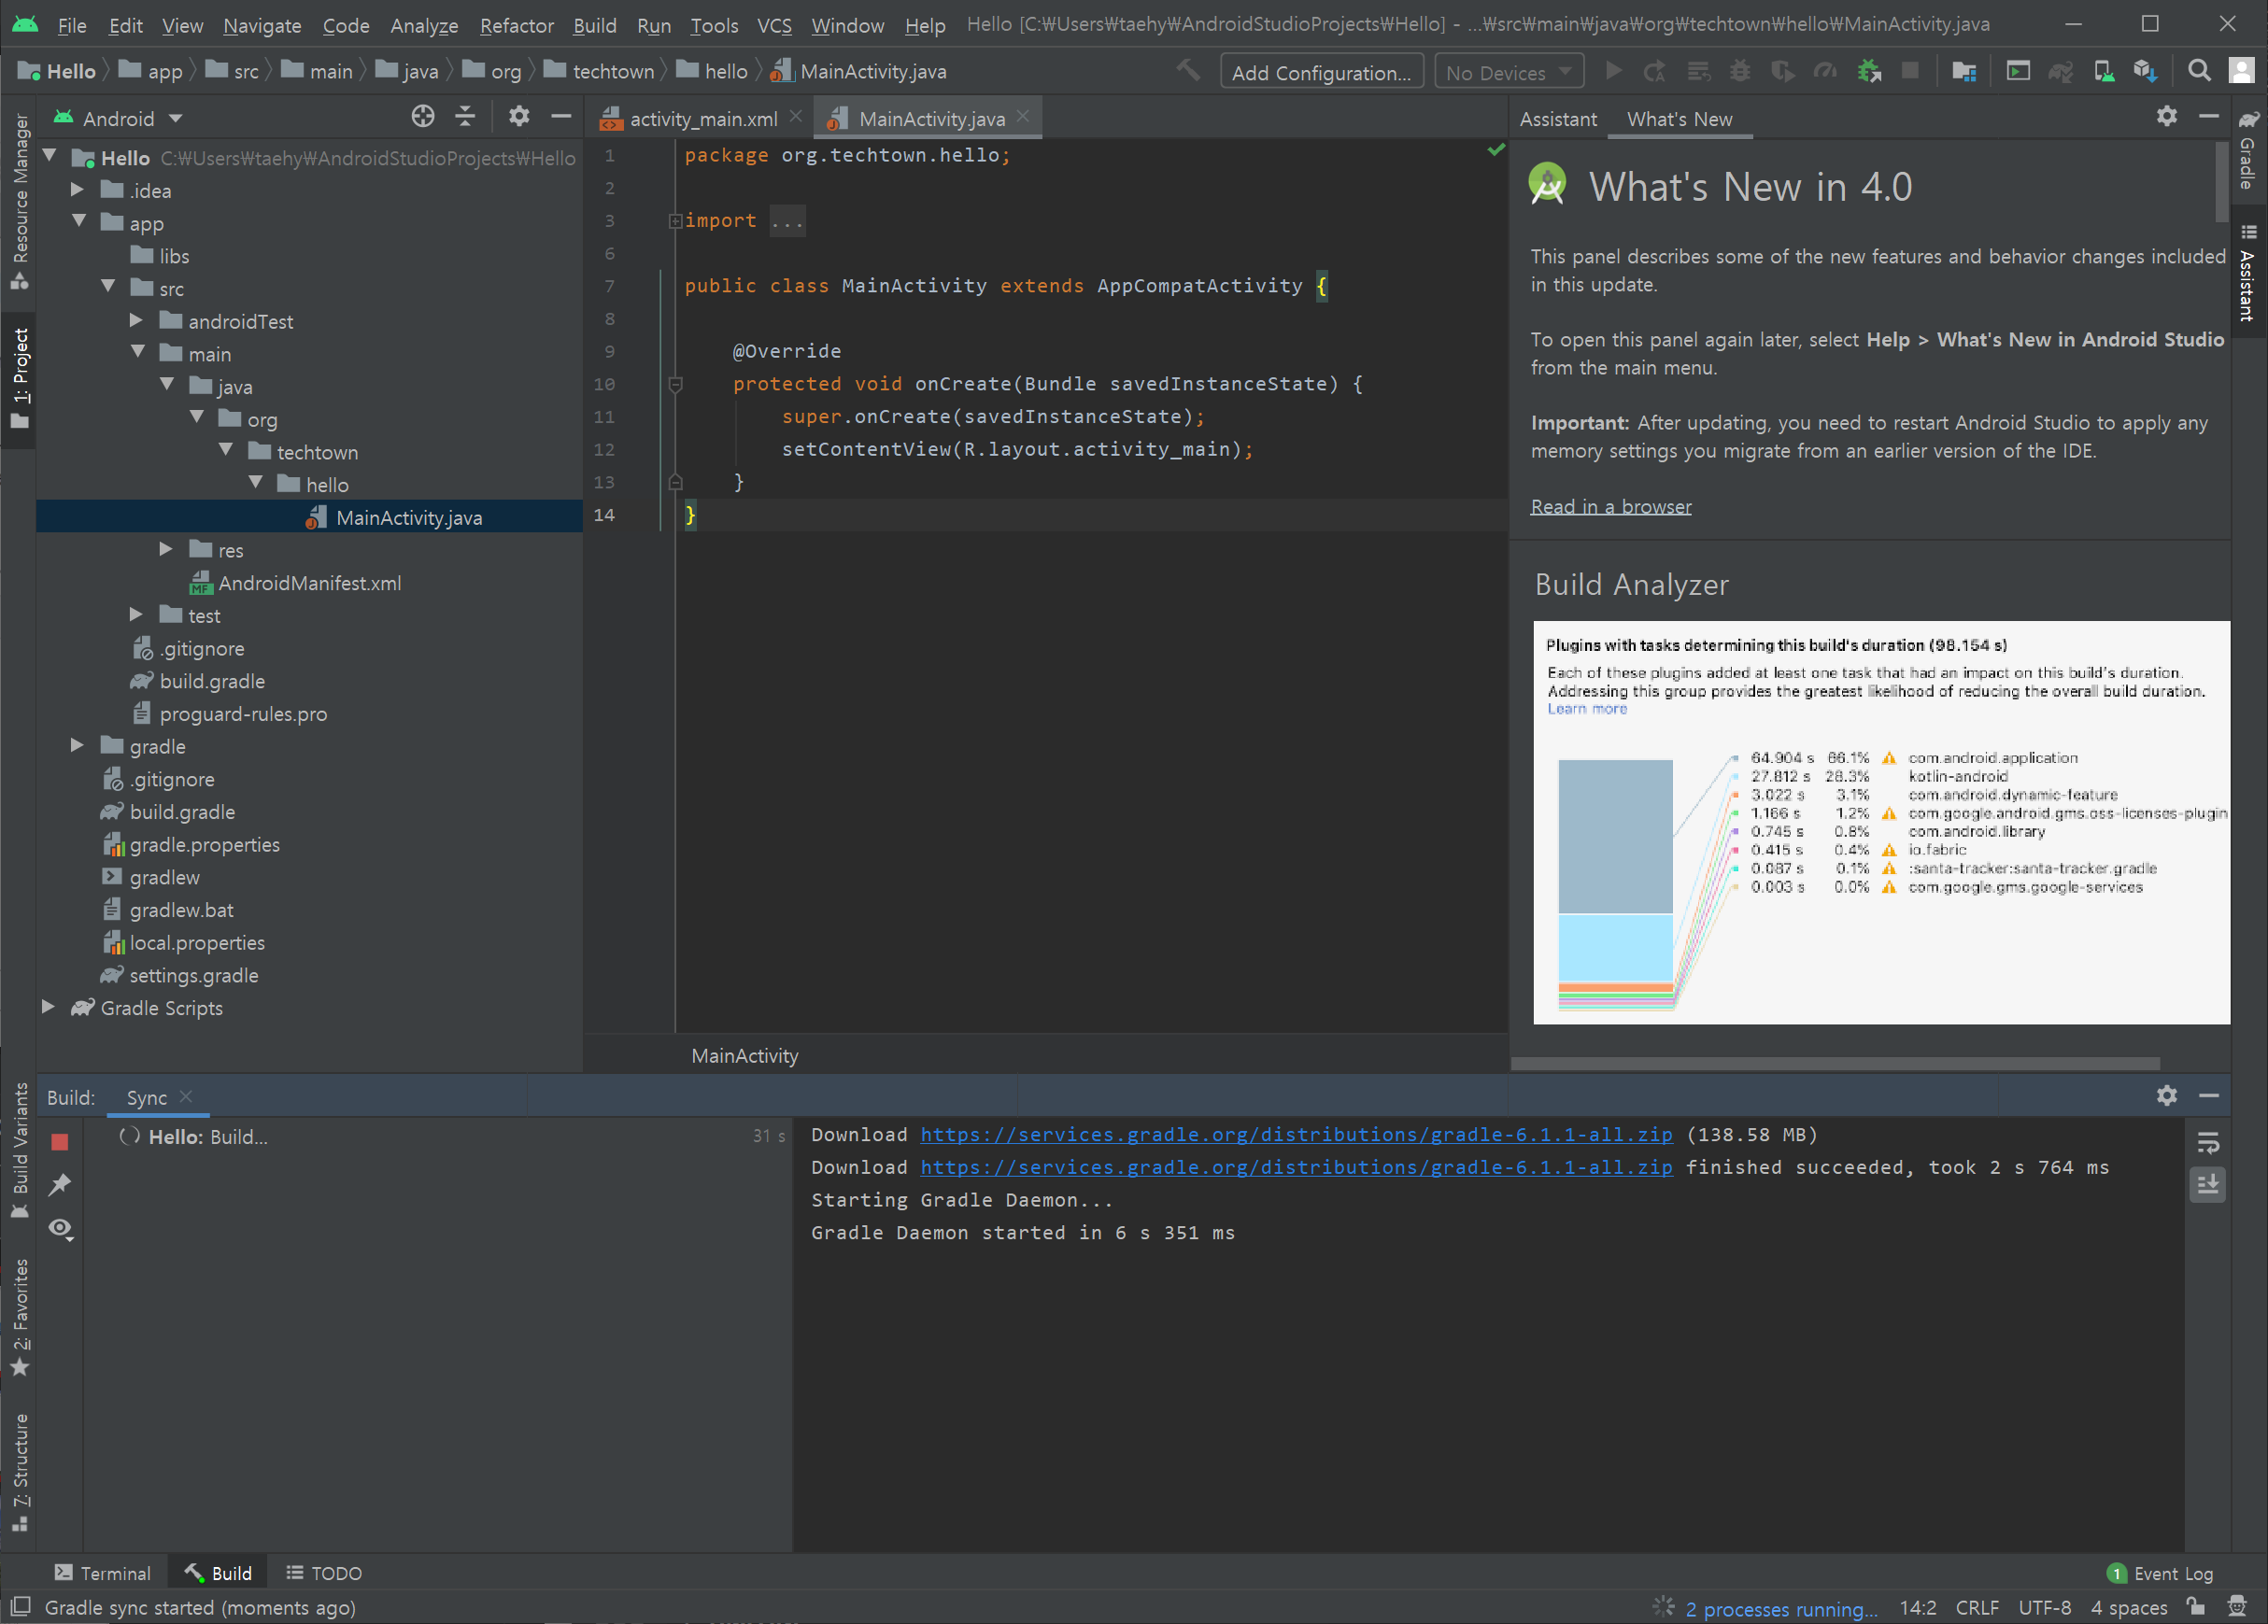 File Edit View Navigate Code Analyze Refactor Build Run Tools VCS Window Help Hello [C:₩Users₩taehy₩AndroidStudioProjects₩Hello] - ...₩src₩main₩java₩org₩techtown₩hello₩MainActivity.java
Hello app src main java org techtown hello MainActivity.java Add Configuration... No Devices
Resource Manager
1: Project
Build Variants
2: Favorites
7: Structure
Android
Hello C:₩Users₩taehy₩AndroidStudioProjects₩Hello
.idea
app
libs
src
androidTest
main
java
org
techtown
hello
MainActivity.java
res
AndroidManifest.xml
test
.gitignore
build.gradle
proguard-rules.pro
gradle
.gitignore
build.gradle
gradle.properties
gradlew
gradlew.bat
local.properties
settings.gradle
Gradle Scripts
activity_main.xml MainActivity.java
1 package org.techtown.hello;
2
3 import ...
6
7 public class MainActivity extends AppCompatActivity {
8
9 @Override
10 protected void onCreate(Bundle savedInstanceState) {
11 super.onCreate(savedInstanceState);
12 setContentView(R.layout.activity_main);
13 }
14 }
MainActivity
Assistant What's New
What's New in 4.0
This panel describes some of the new features and behavior changes included
in this update.
To open this panel again later, select Help > What's New in Android Studio
from the main menu.
Important: After updating, you need to restart Android Studio to apply any
memory settings you migrate from an earlier version of the IDE.
Read in a browser
Build Analyzer
Plugins with tasks determining this build's duration (98.154 s)
Each of these plugins added at least one task that had an impact on this build's duration.
Addressing this group provides the greatest likelihood of reducing the overall build duration.
Learn more
64.904 s 66.1% com.android.application
27.812 s 28.3% kotlin-android
3.022 s 3.1% com.android.dynamic-feature
1.166 s 1.2% com.google.android.gms.oss-licenses-plugin
0.745 s 0.8% com.android.library
0.415 s 0.4% io.fabric
0.087 s 0.1% :santa-tracker:santa-tracker.gradle
0.003 s 0.0% com.google.gms.google-services
Gradle
Assistant
Build: Sync
Hello: Build... 31 s
Download https://services.gradle.org/distributions/gradle-6.1.1-all.zip (138.58 MB)
Download https://services.gradle.org/distributions/gradle-6.1.1-all.zip finished succeeded, took 2 s 764 ms
Starting Gradle Daemon...
Gradle Daemon started in 6 s 351 ms
Terminal Build TODO 1 Event Log
Gradle sync started (moments ago) 2 processes running... 14:2 CRLF UTF-8 4 spaces